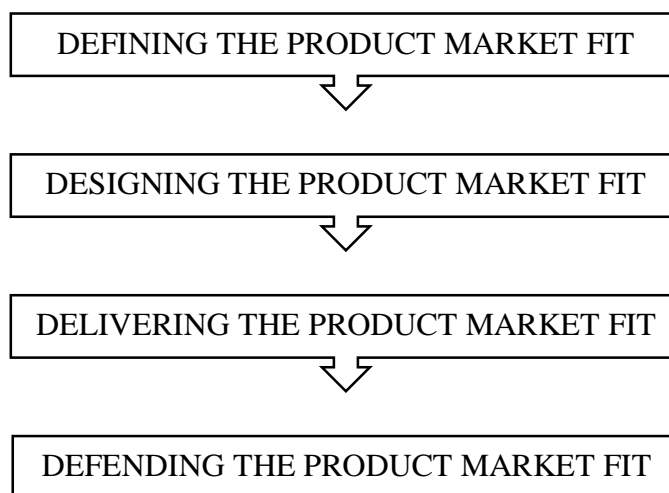 DEFINING THE PRODUCT MARKET FIT
DESIGNING THE PRODUCT MARKET FIT
DELIVERING THE PRODUCT MARKET FIT
DEFENDING THE PRODUCT MARKET FIT